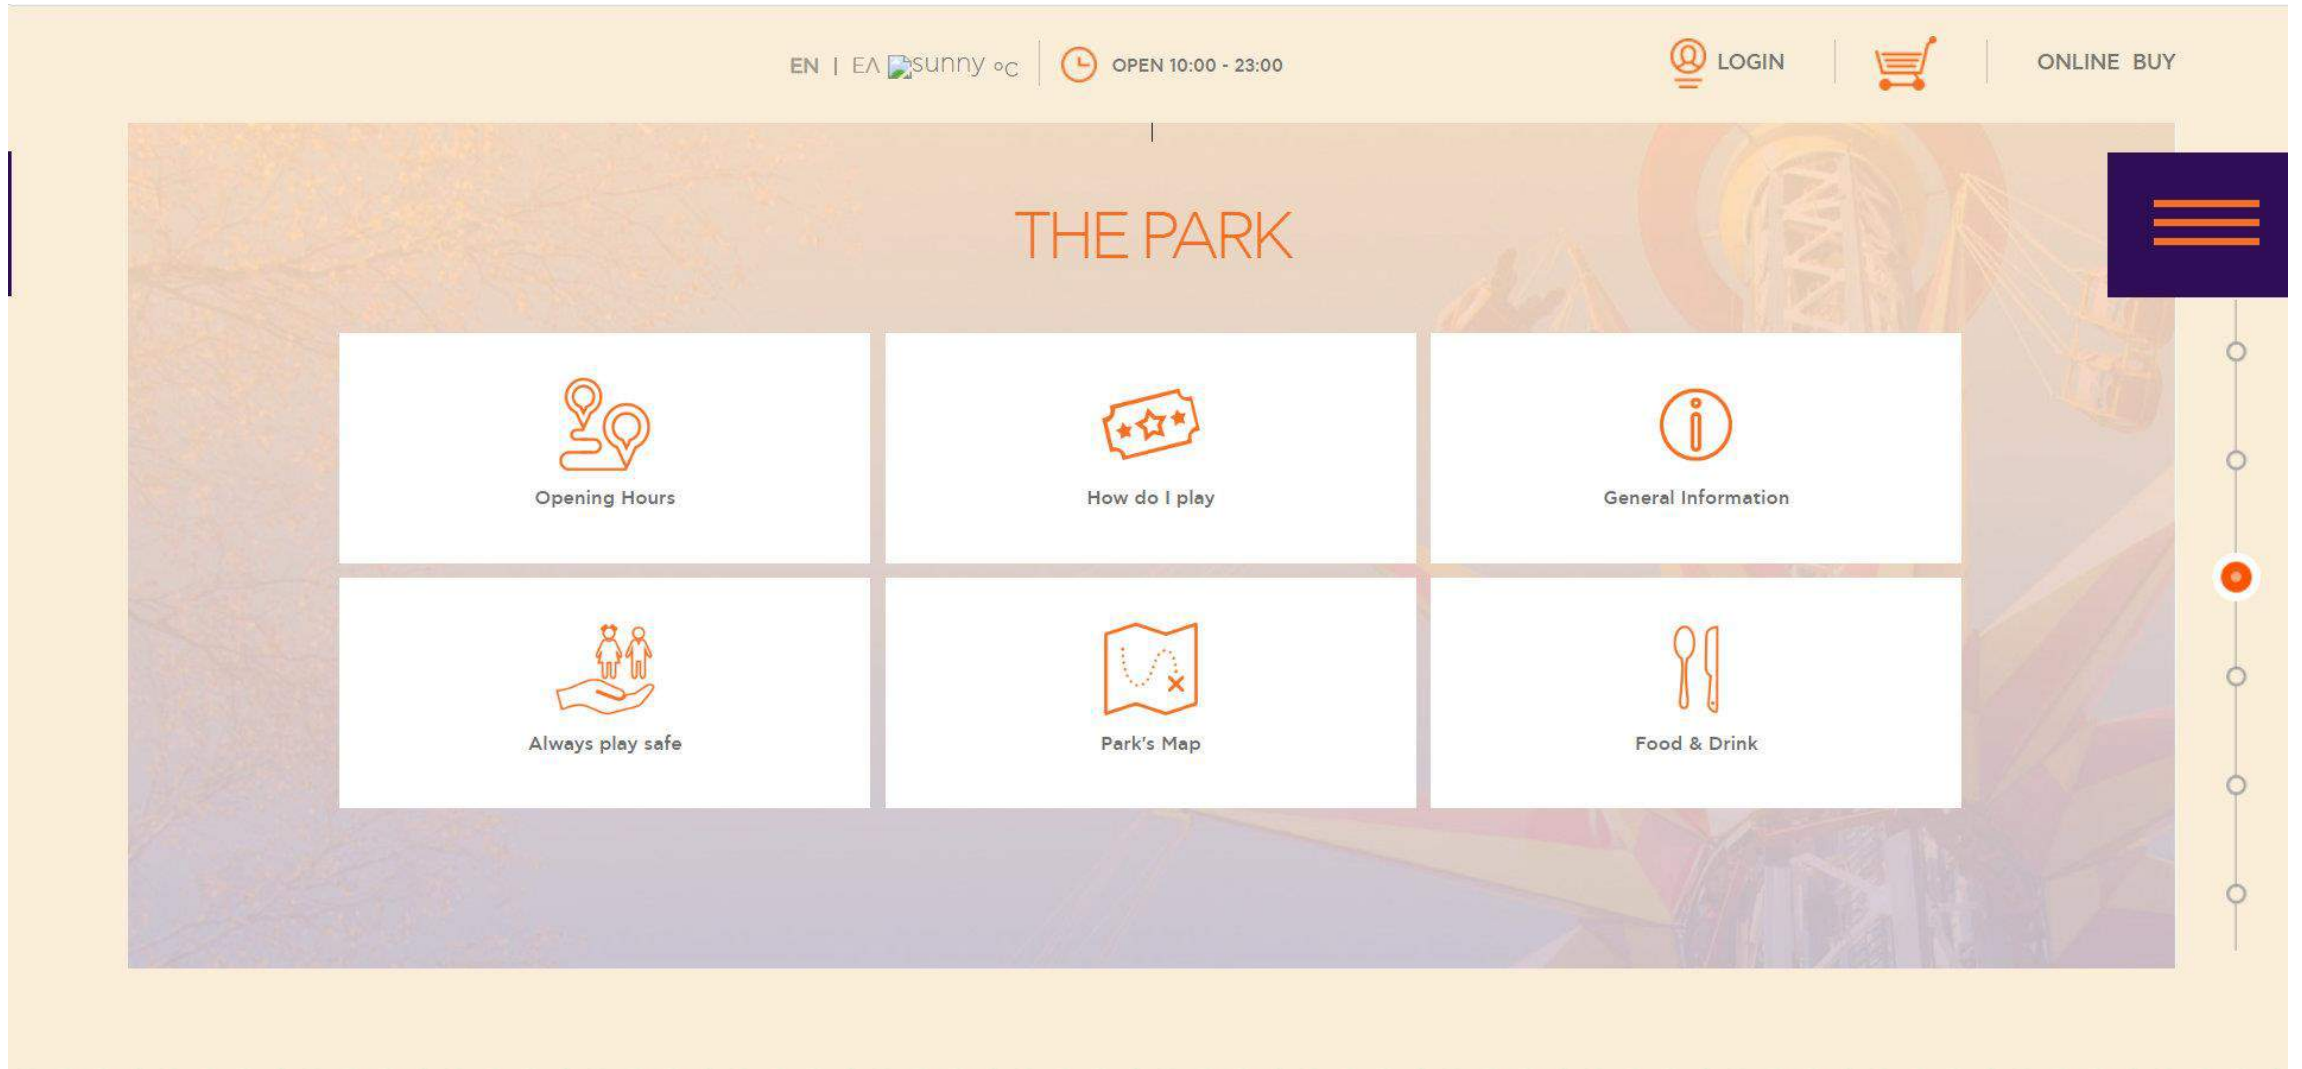 EN | ΕΛ sunny °C OPEN 10:00 - 23:00
LOGIN
ONLINE BUY
THE PARK
Opening Hours
How do I play
General Information
Always play safe
Park's Map
Food & Drink